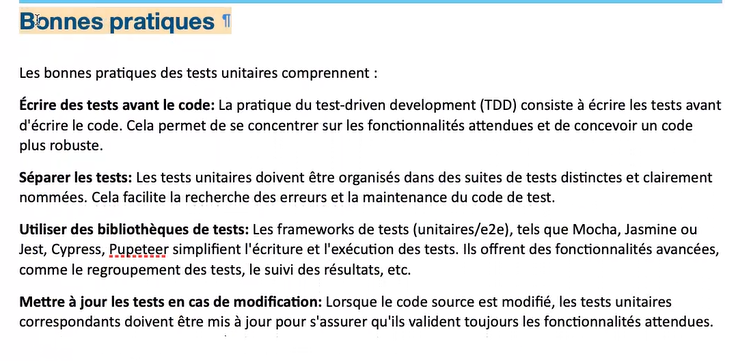 Bonnes pratiques ¶
Les bonnes pratiques des tests unitaires comprennent :
Écrire des tests avant le code: La pratique du test-driven development (TDD) consiste à écrire les tests avant
d'écrire le code. Cela permet de se concentrer sur les fonctionnalités attendues et de concevoir un code
plus robuste.
Séparer les tests: Les tests unitaires doivent être organisés dans des suites de tests distinctes et clairement
nommées. Cela facilite la recherche des erreurs et la maintenance du code de test.
Utiliser des bibliothèques de tests: Les frameworks de tests (unitaires/e2e), tels que Mocha, Jasmine ou
Jest, Cypress, Pupeteer simplifient l'écriture et l'exécution des tests. Ils offrent des fonctionnalités avancées,
comme le regroupement des tests, le suivi des résultats, etc.
Mettre à jour les tests en cas de modification: Lorsque le code source est modifié, les tests unitaires
correspondants doivent être mis à jour pour s'assurer qu'ils valident toujours les fonctionnalités attendues.